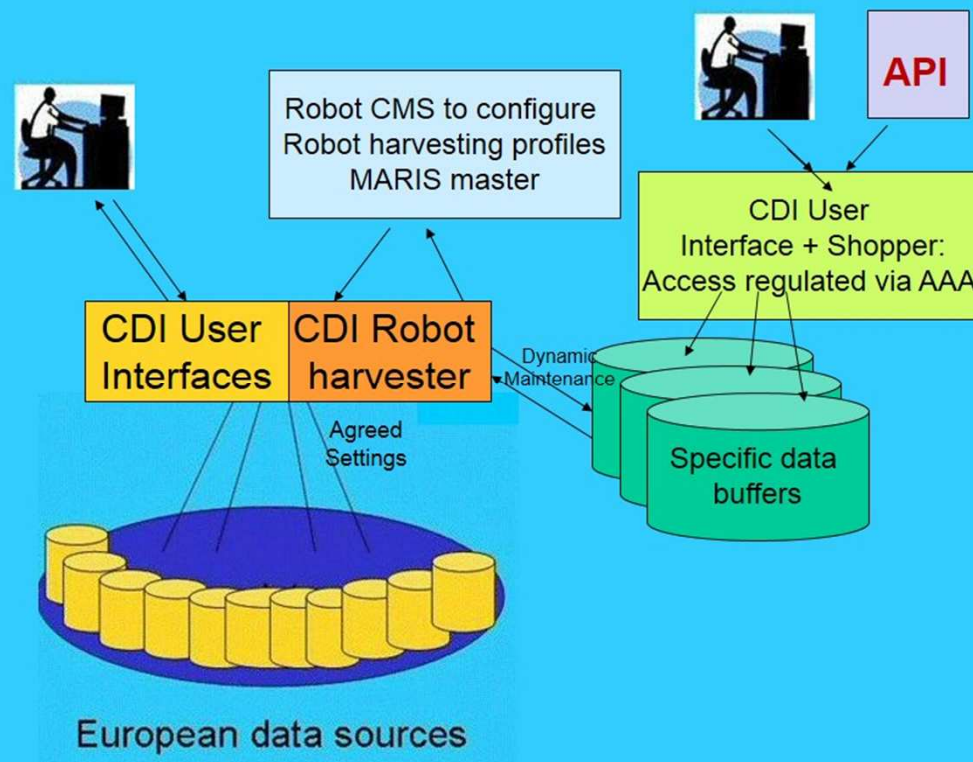 API
Robot CMS to configure
Robot harvesting profiles
MARIS master
CDI User
Interface + Shopper:
Access regulated via AAA
CDI User
Interfaces
CDI Robot
harvester
Dynamic
Maintenance
Agreed
Settings
Specific data
buffers
European data sources